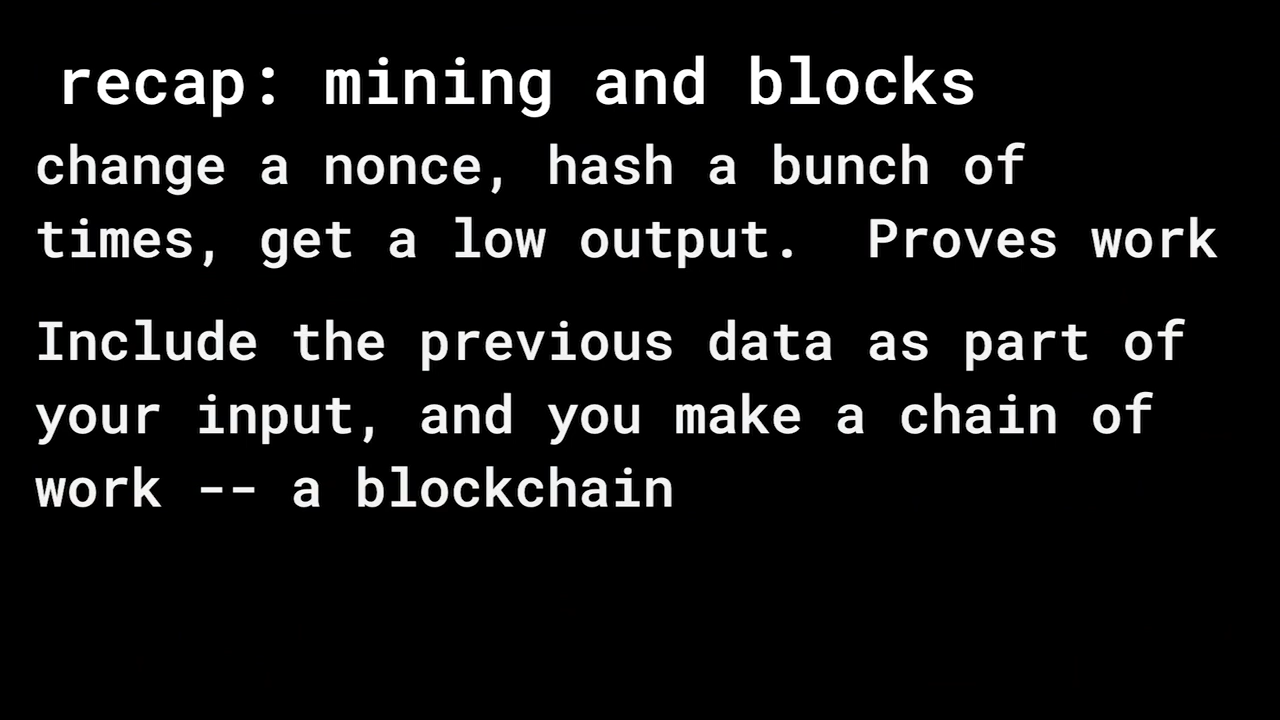 recap: mining and blocks
change a nonce, hash a bunch of
times, get a low output.  Proves work
Include the previous data as part of
your input, and you make a chain of
work -- a blockchain